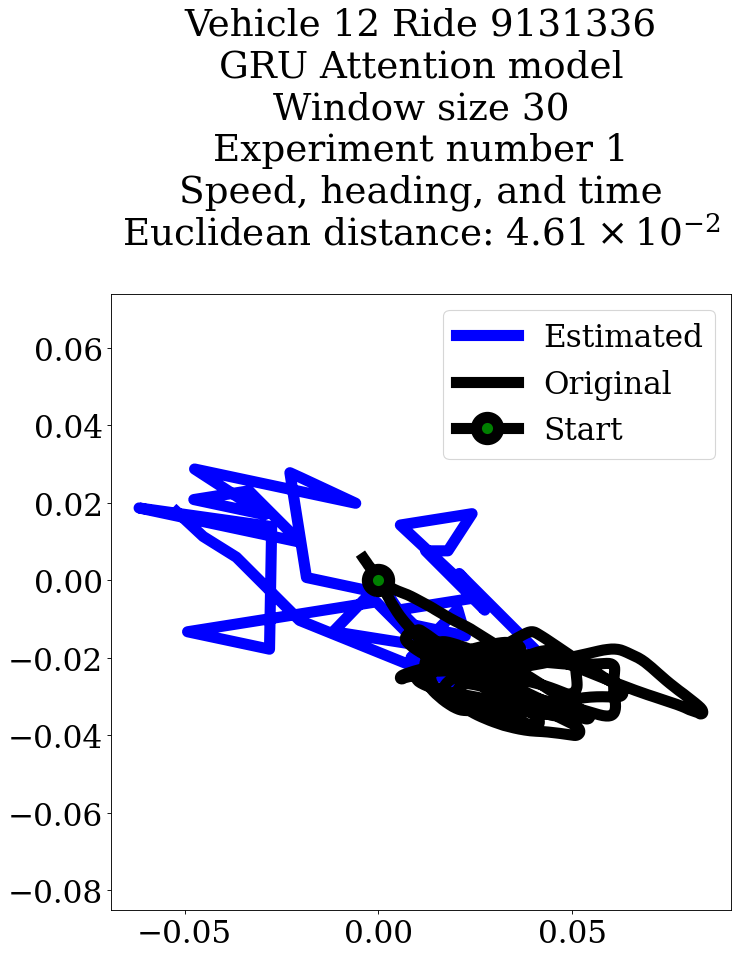 Vehicle 12 Ride 9131336
GRU Attention model
Window size 30
Experiment number 1
Speed, heading, and time
Euclidean distance: 4.61 × 10⁻²
Estimated
Original
Start
0.06
0.04
0.02
0.00
−0.02
−0.04
−0.06
−0.08
−0.05 0.00 0.05